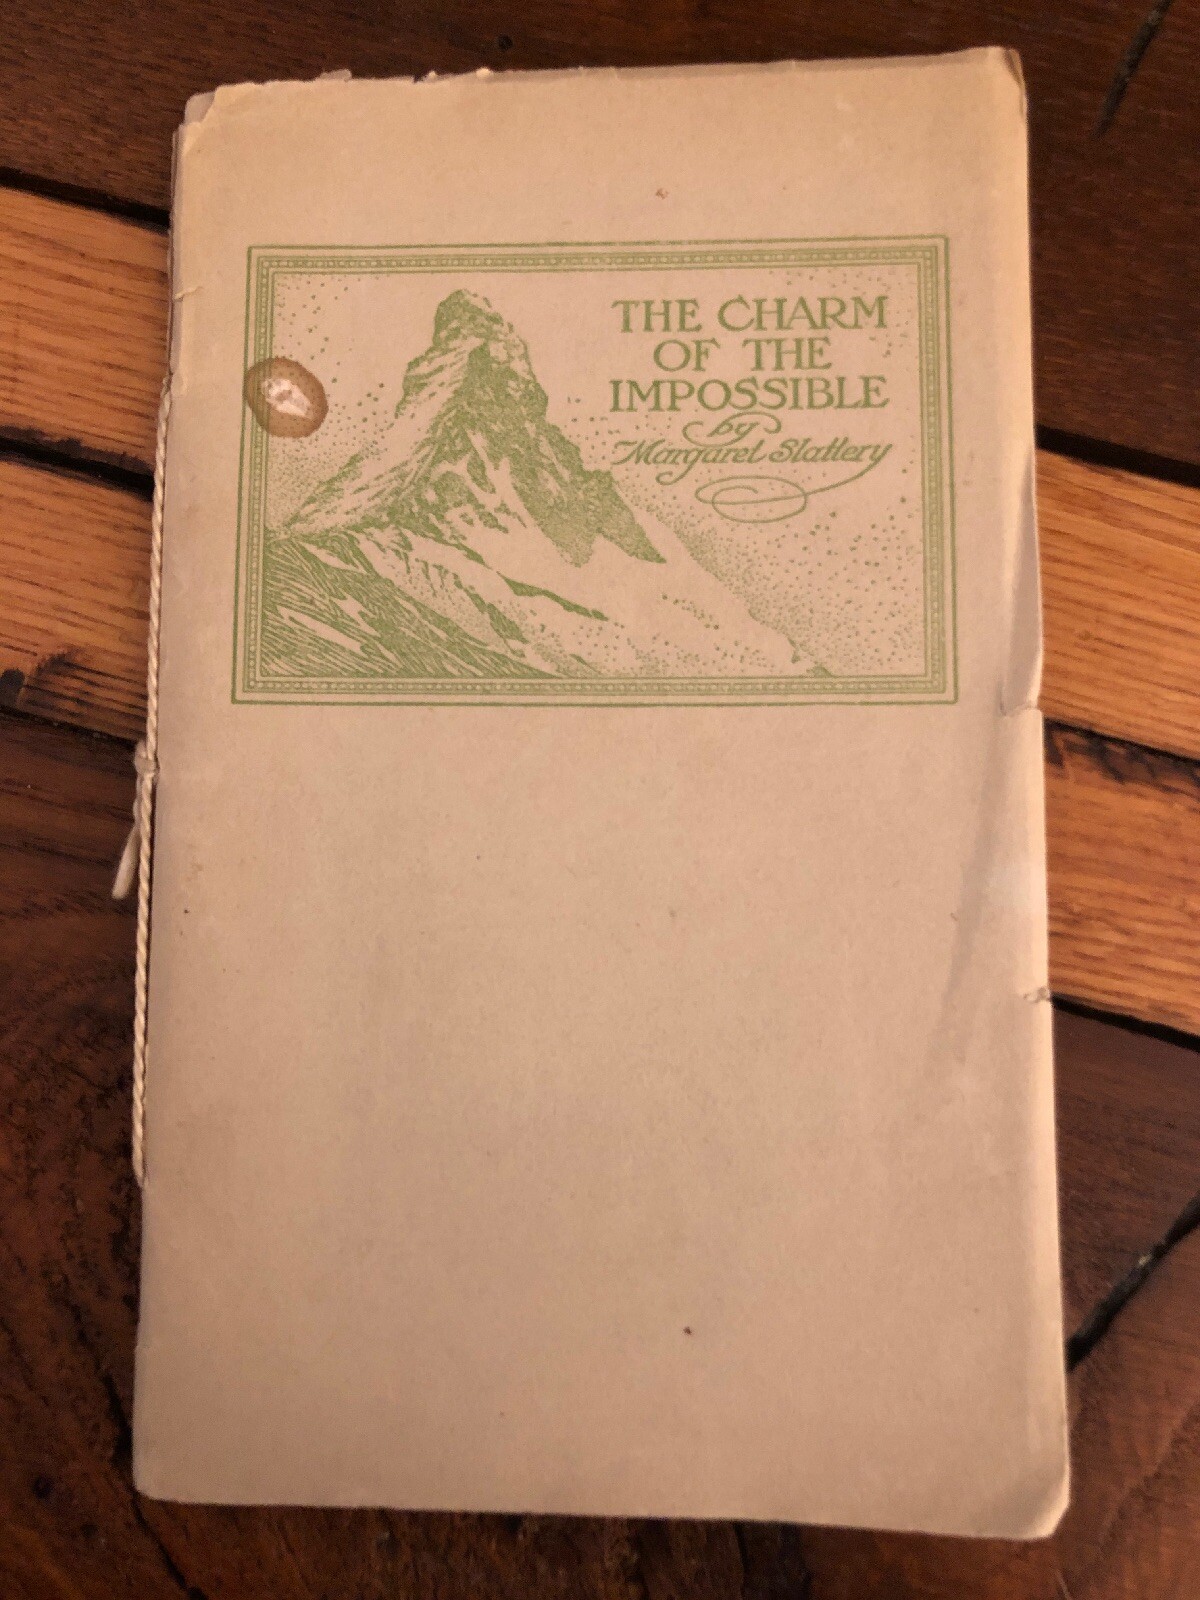 THE CHARM
OF THE
IMPOSSIBLE
by
Margaret Slattery